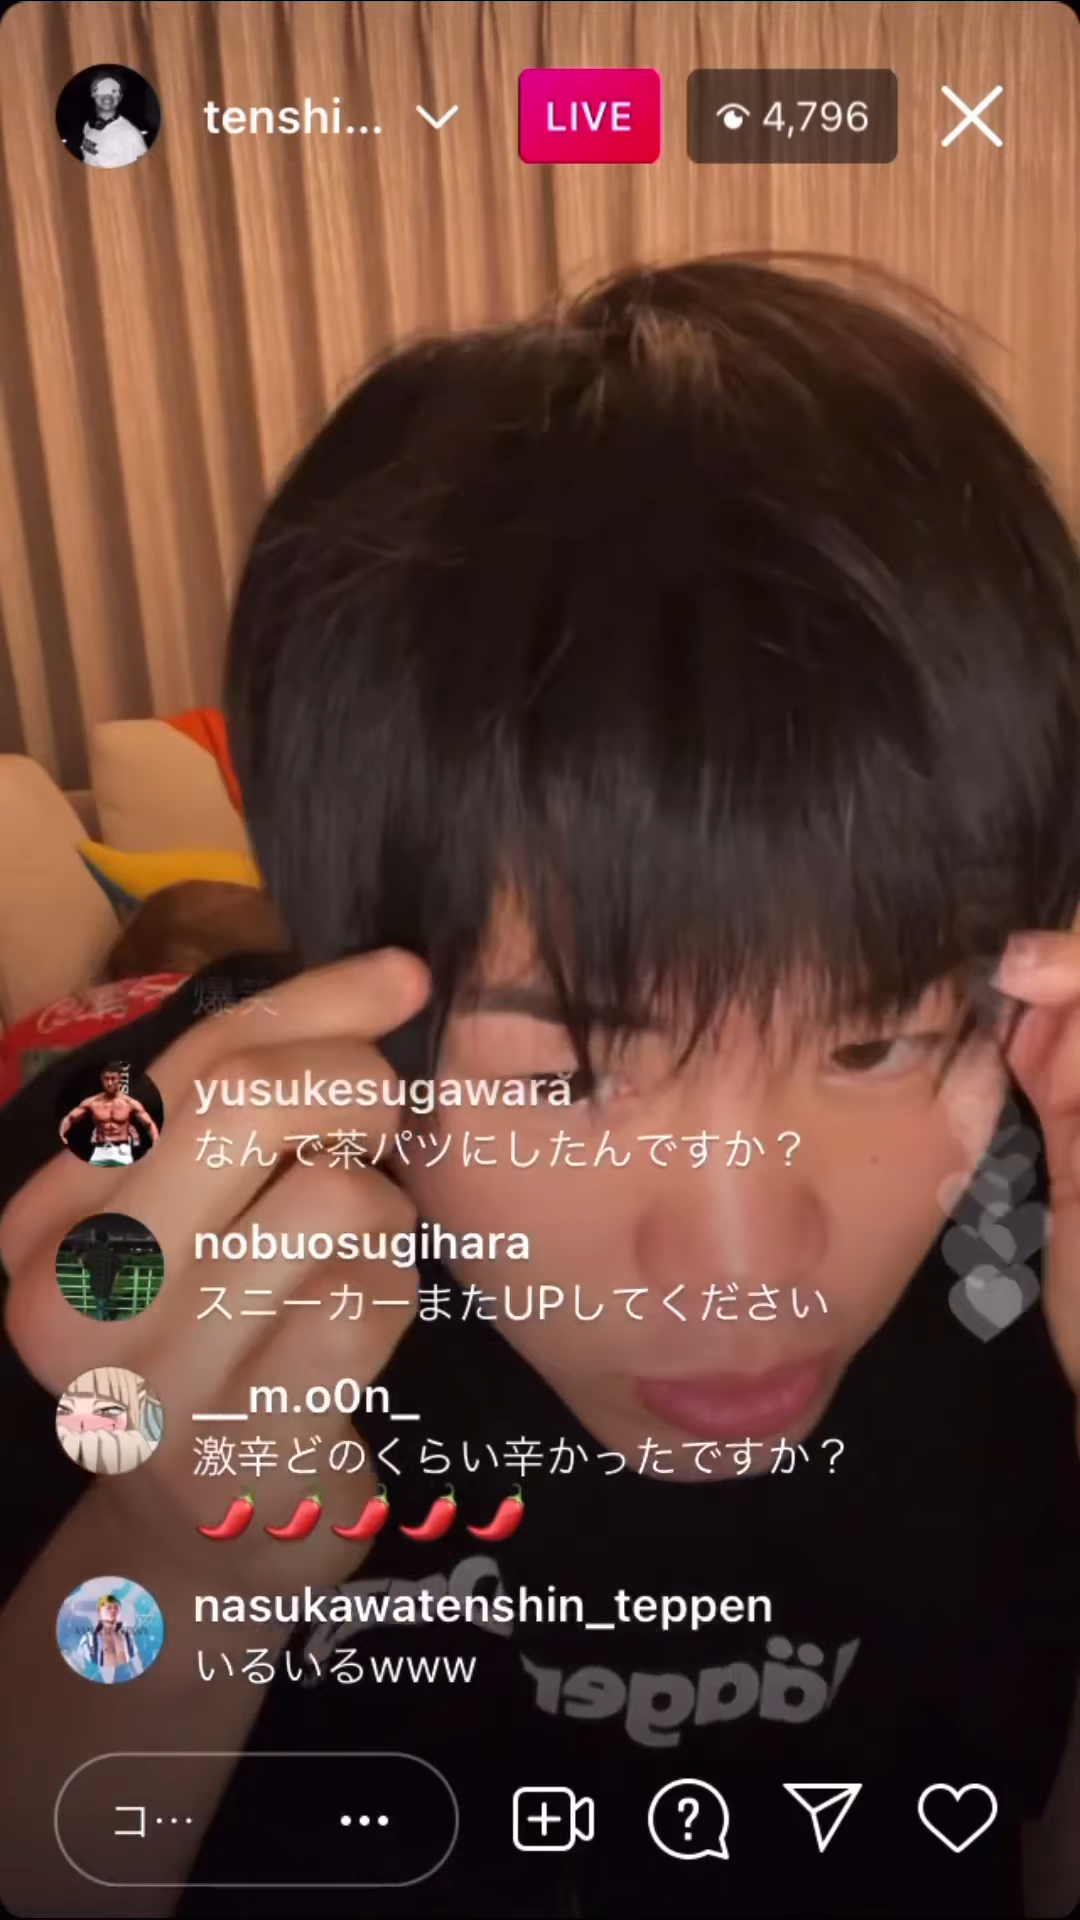 tenshi...
LIVE
4,796
爆笑
yusukesugawara
なんで茶パツにしたんですか？
nobuosugihara
スニーカーまたUPしてください
__m.o0n_
激辛どのくらい辛かったですか？
🌶️🌶️🌶️🌶️🌶️
nasukawatenshin_teppen
いるいるwww
コ…